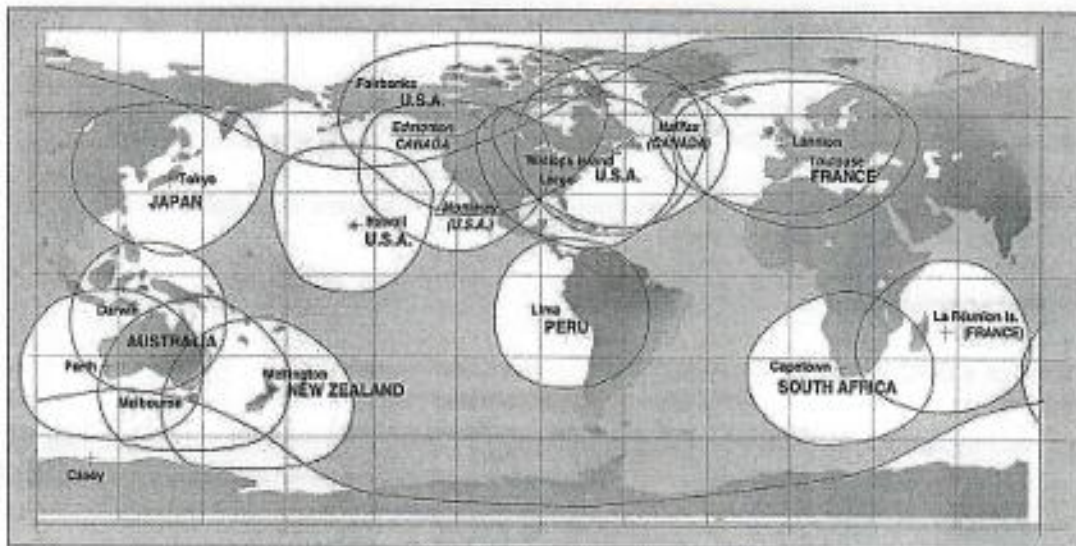 Fairbanks
U.S.A.
Edmonton
CANADA
Halifax
(CANADA)
Wallops Island
Largo
U.S.A.
Lannion
Toulouse
FRANCE
Tokyo
JAPAN
Hawaii
U.S.A.
Monterey
(U.S.A.)
Darwin
AUSTRALIA
Perth
Melbourne
Wellington
NEW ZEALAND
Casey
Lima
PERU
La Réunion Is.
(FRANCE)
Capetown
SOUTH AFRICA